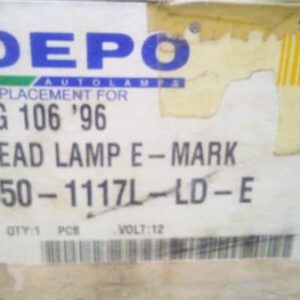 DEPO
AUTOLAMPS
PLACEMENT FOR
G 106 '96
EAD LAMP E-MARK
50-1117L-LD-E
QTY:1 PCS VOLT:12